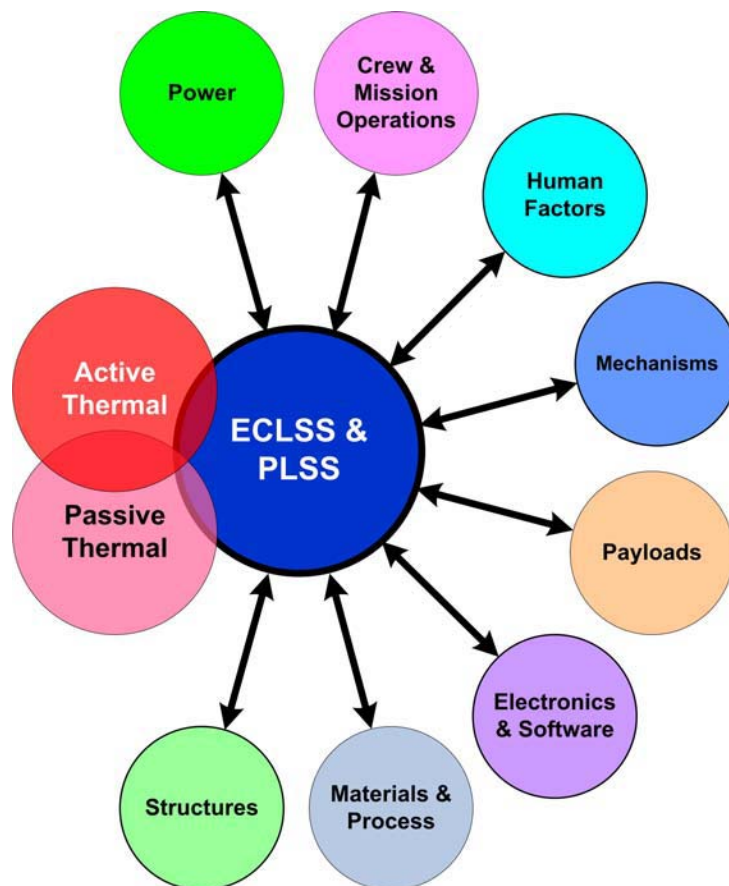 Power
Crew &
Mission
Operations
Human
Factors
Mechanisms
Active
Thermal
ECLSS &
PLSS
Passive
Thermal
Payloads
Electronics
& Software
Structures
Materials &
Process